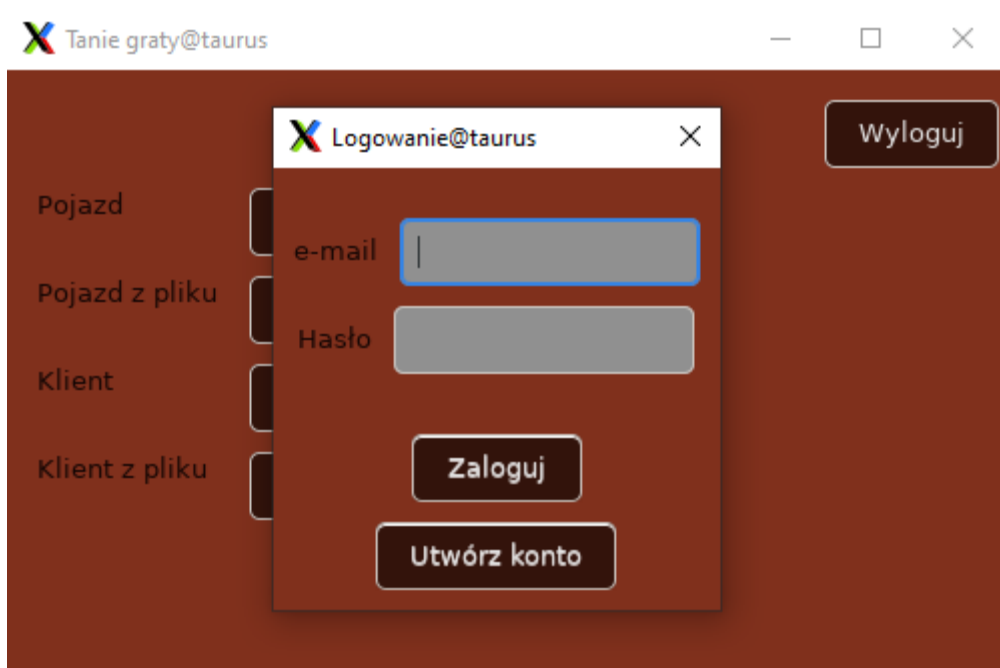 Tanie graty@taurus
Wyloguj
Pojazd
Pojazd z pliku
Klient
Klient z pliku
Logowanie@taurus
e-mail
Hasło
Zaloguj
Utwórz konto